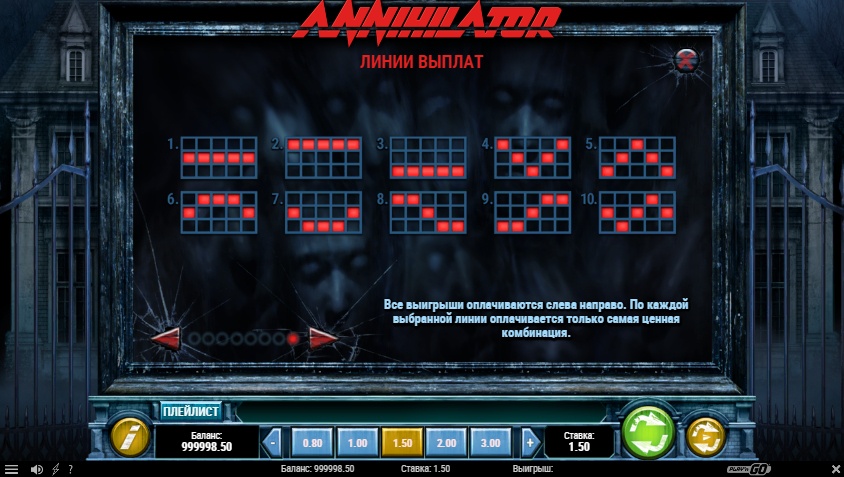 ANNIHILATOR
ЛИНИИ ВЫПЛАТ
X
1. 2. 3. 4. 5.
6. 7. 8. 9. 10.
Все выигрыши оплачиваются слева направо. По каждой
выбранной линии оплачивается только самая ценная
комбинация.
ПЛЕЙЛИСТ
i
Баланс:
999998.50
- 0.80 1.00 1.50 2.00 3.00 +
Ставка:
1.50
? Баланс: 999998.50 Ставка: 1.50 Выигрыш: PLAY'N GO